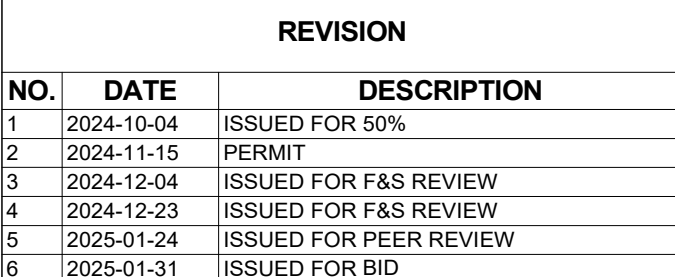 REVISION
NO. DATE DESCRIPTION
1 2024-10-04 ISSUED FOR 50%
2 2024-11-15 PERMIT
3 2024-12-04 ISSUED FOR F&S REVIEW
4 2024-12-23 ISSUED FOR F&S REVIEW
5 2025-01-24 ISSUED FOR PEER REVIEW
6 2025-01-31 ISSUED FOR BID